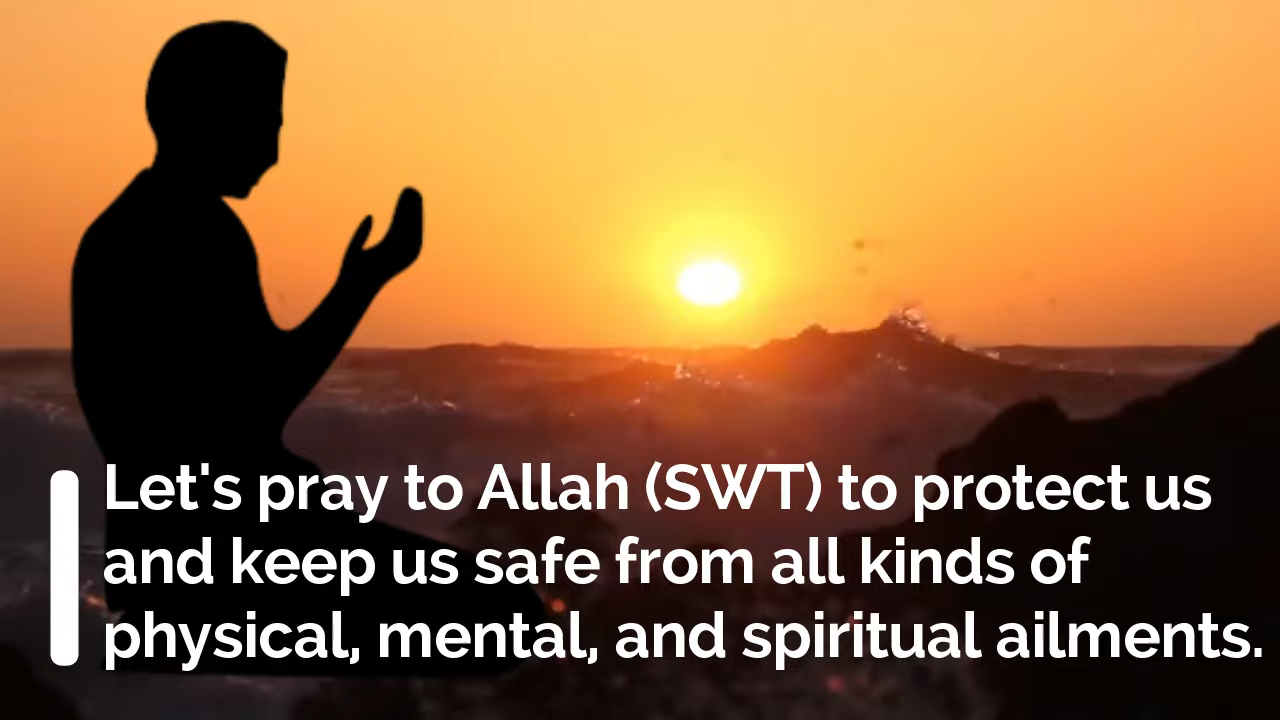 Let's pray to Allah (SWT) to protect us
and keep us safe from all kinds of
physical, mental, and spiritual ailments.